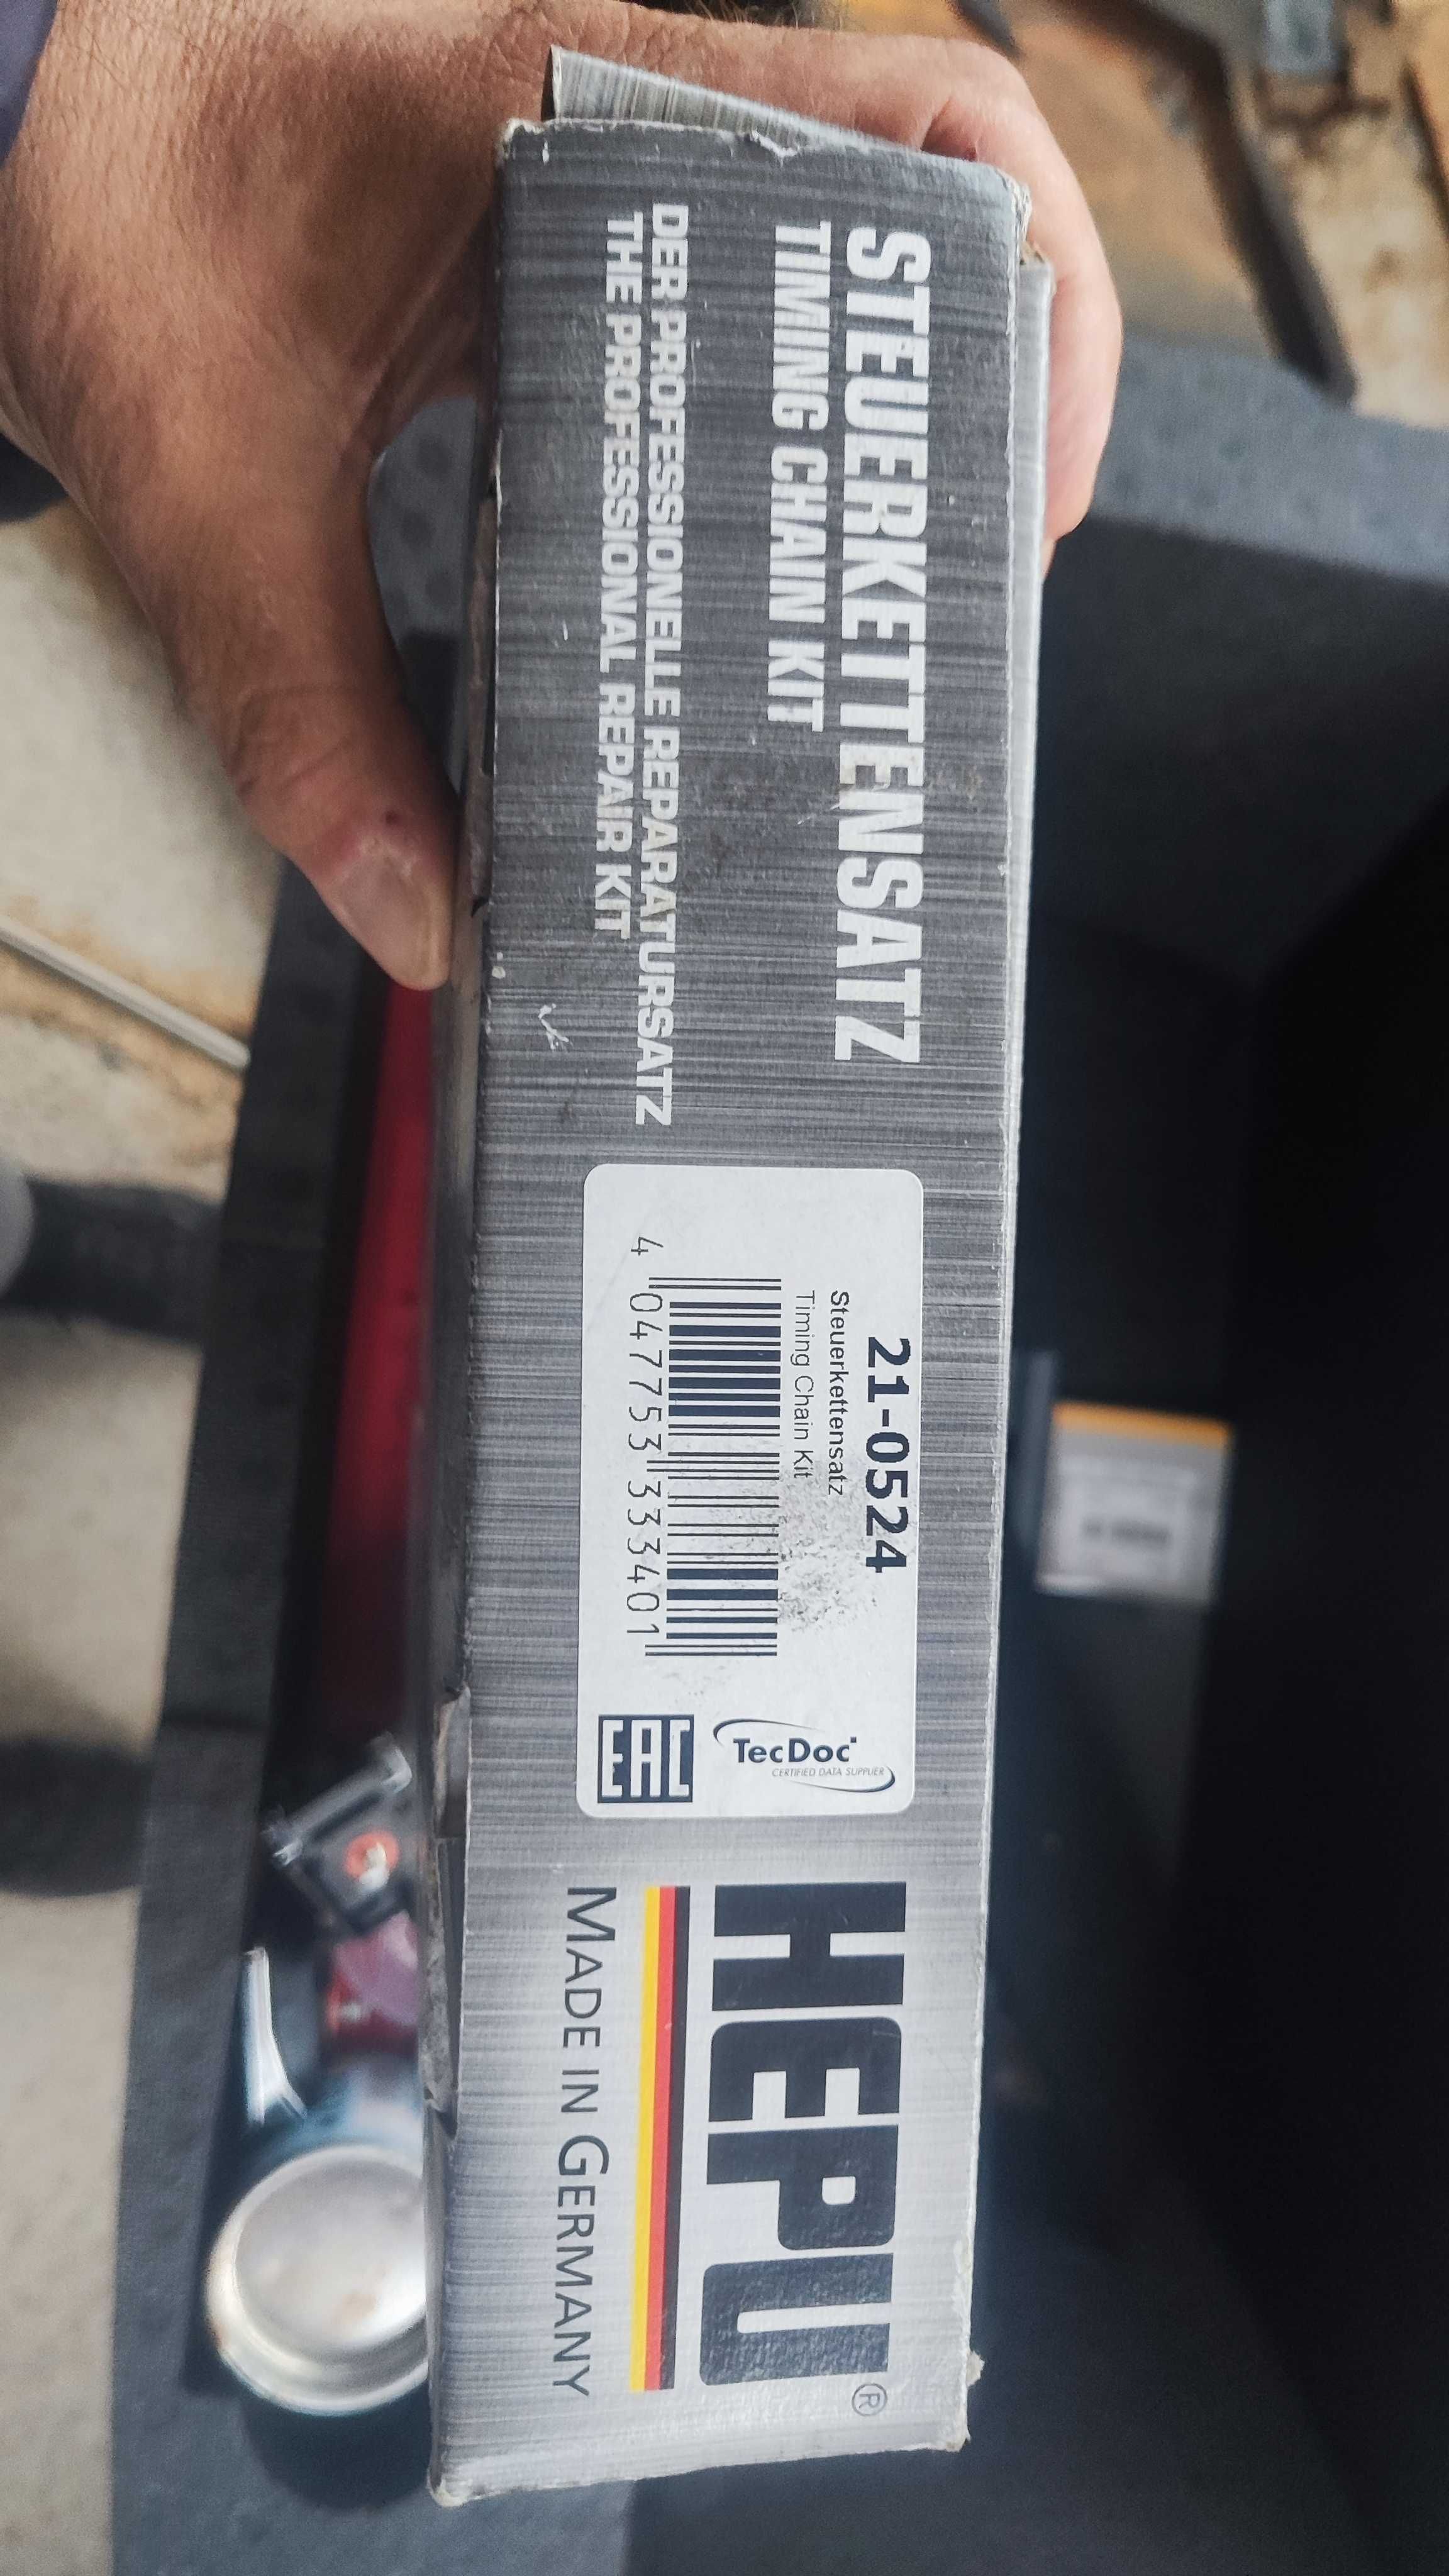 STEUERKETTENSATZ
TIMING CHAIN KIT
DER PROFESSIONELLE REPARATURSATZ
THE PROFESSIONAL REPAIR KIT
21-0524
Steuerkettensatz
Timing Chain Kit
4 047753 333401
TecDoc
CERTIFIED DATA SUPPLIER
EAC
HEPU®
MADE IN GERMANY